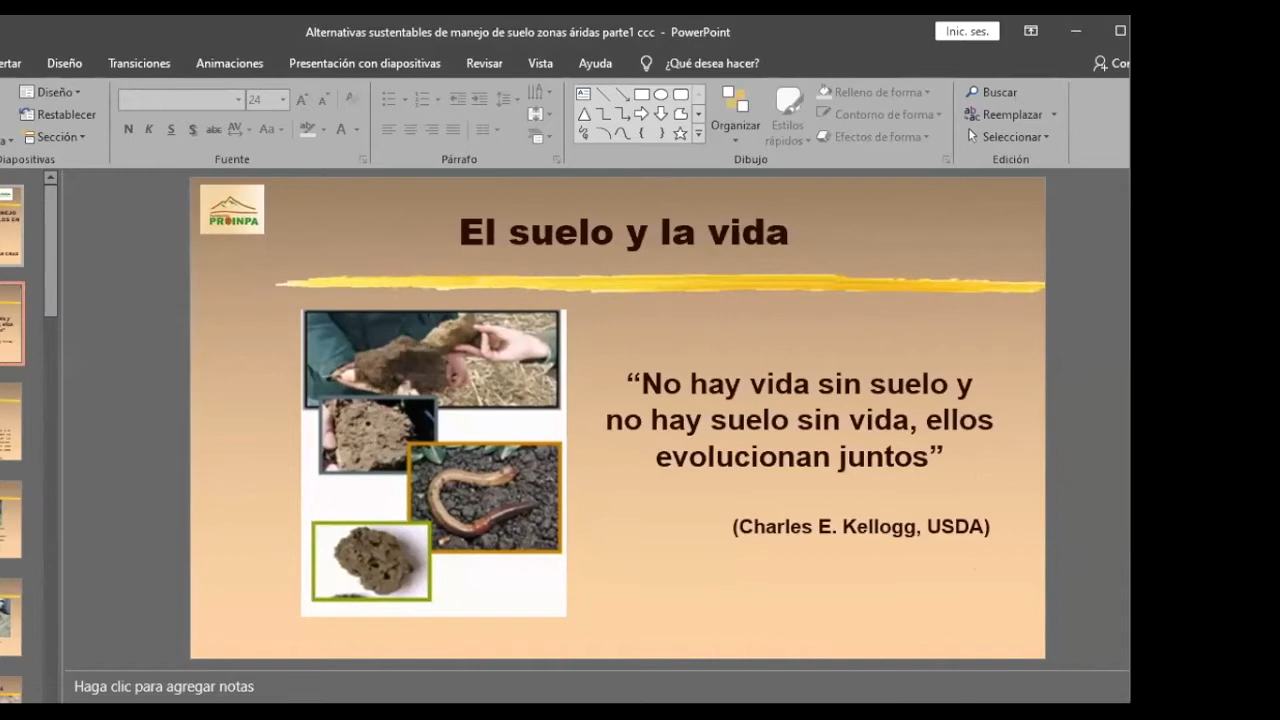 Alternativas sustentables de manejo de suelo zonas áridas parte1 ccc - PowerPoint
Inic. ses.
Diseño
Transiciones
Animaciones
Presentación con diapositivas
Revisar
Vista
Ayuda
¿Qué desea hacer?
Diseño
Restablecer
Sección
24
N K S S abc AV Aa
A
Organizar
Estilos
rápidos
Relleno de forma
Contorno de forma
Efectos de forma
Buscar
Reemplazar
Seleccionar
Diapositivas
Fuente
Párrafo
Dibujo
Edición
PROINPA
El suelo y la vida
“No hay vida sin suelo y
no hay suelo sin vida, ellos
evolucionan juntos”
(Charles E. Kellogg, USDA)
Haga clic para agregar notas